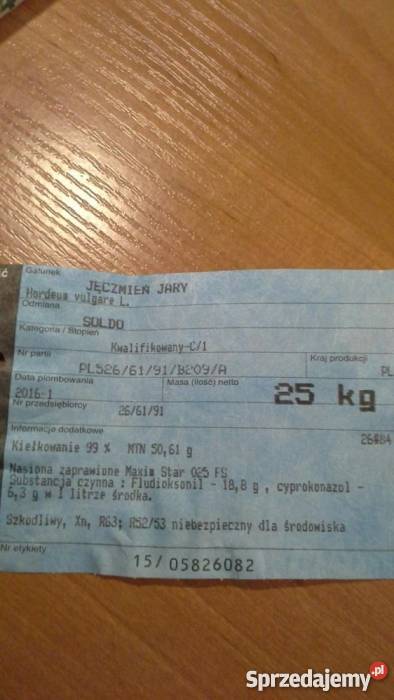 Gatunek
JĘCZMIEŃ JARY
Hordeum vulgare L.
Odmiana
SOLDO
Kategoria / Stopień
Kwalifikowany-C/1
Nr partii
Kraj produkcji
PL526/61/91/B209/A
PL
Data plombowania
Masa (ilość) netto
2016-1
25 kg
Nr przedsiębiorcy
26/61/91
Informacje dodatkowe
Kiełkowanie 99 % MTN 50,61 g
Nasiona zaprawione Maxim Star 025 FS
Substancja czynna : Fludioksonil - 18,8 g , cyprokonazol -
6,3 g w 1 litrze środka.
Szkodliwy, Xn, R63; R52/53 niebezpieczny dla środowiska
Nr etykiety
15/ 05826082
Sprzedajemy.pl